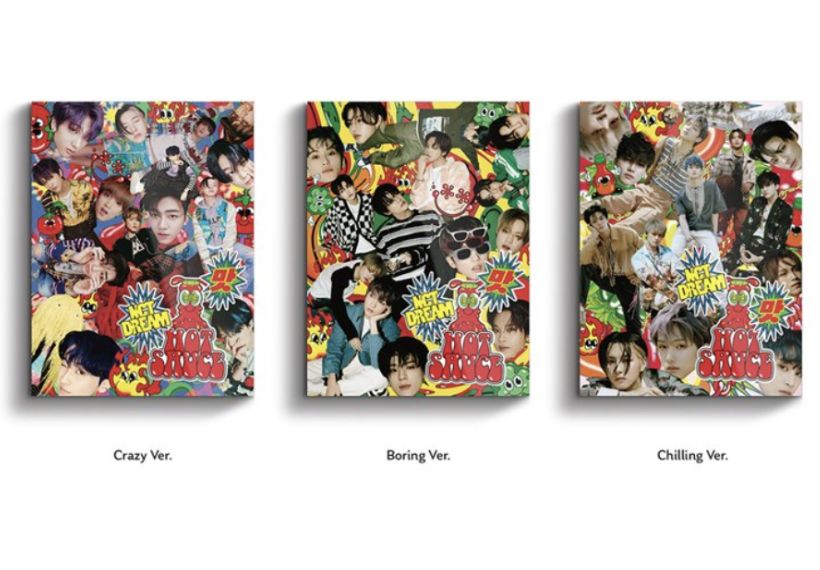 NCT
DREAM
맛
HOT
SAUCE
NCT
DREAM
맛
HOT
SAUCE
NCT
DREAM
맛
HOT
SAUCE
Crazy Ver.
Boring Ver.
Chilling Ver.